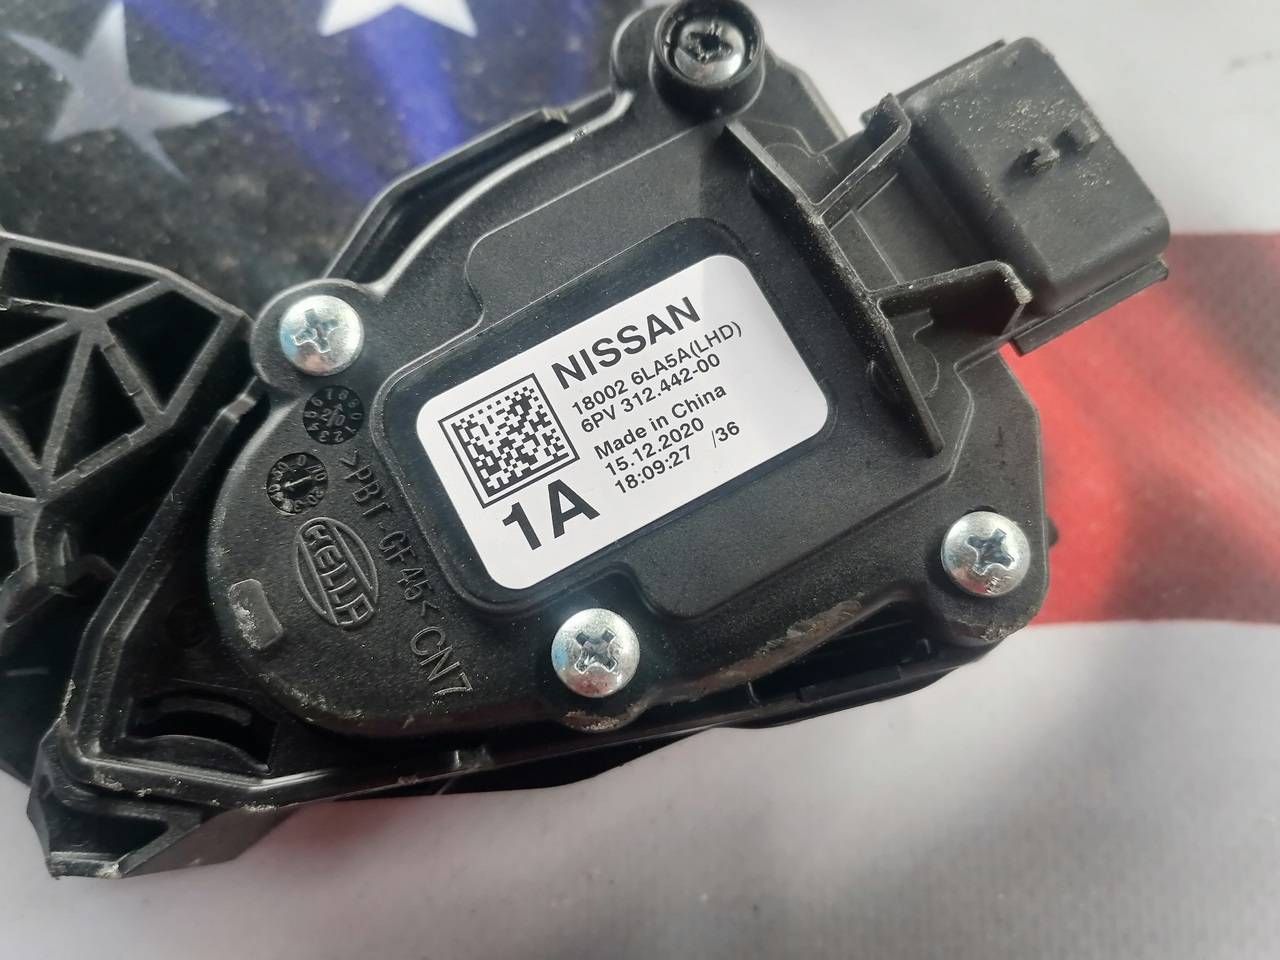 NISSAN
18002 6LA5A(LHD)
6PV 312.442-00
Made in China
15.12.2020
18:09:27 /36
1A
>PBT-GF45< CN7
HELLA